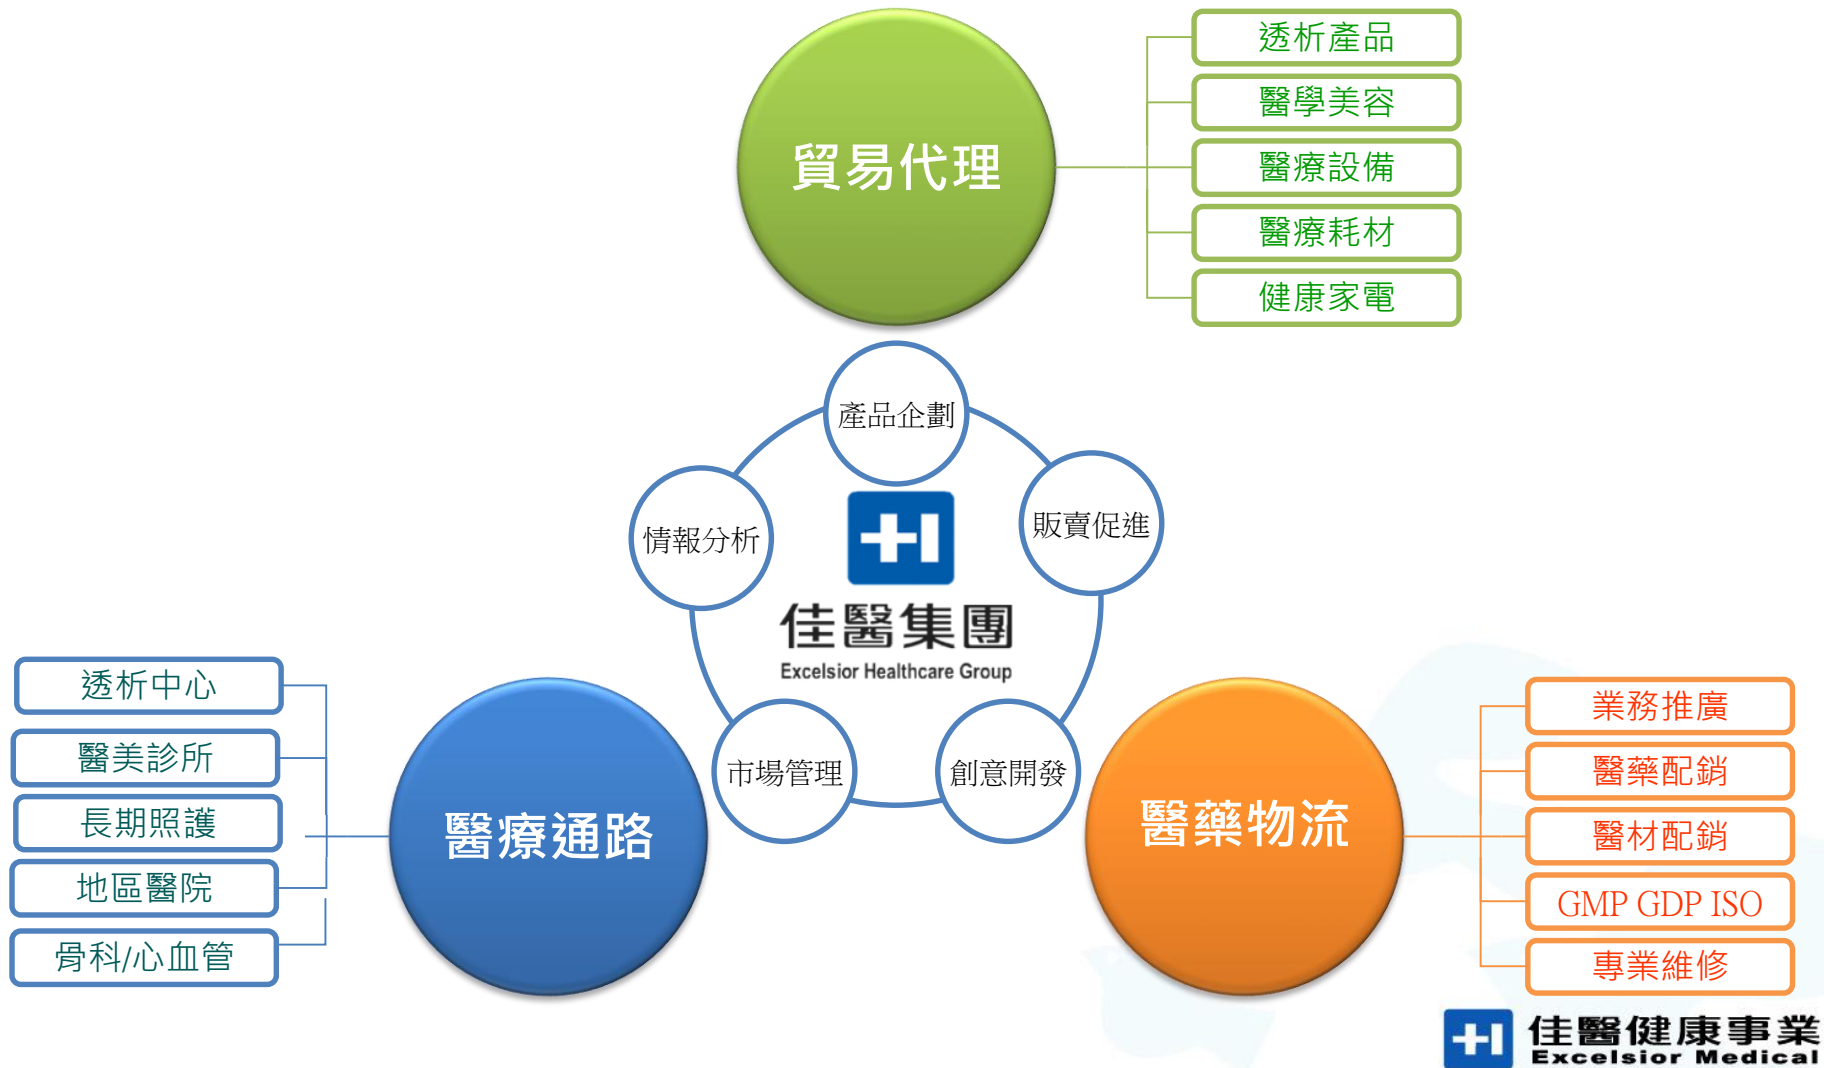 透析產品
醫學美容
貿易代理
醫療設備
醫療耗材
健康家電
產品企劃
情報分析
販賣促進
佳醫集團
Excelsior Healthcare Group
市場管理
創意開發
透析中心
醫美診所
長期照護
地區醫院
骨科/心血管
醫療通路
醫藥物流
業務推廣
醫藥配銷
醫材配銷
GMP GDP ISO
專業維修
佳醫健康事業
Excelsior Medical